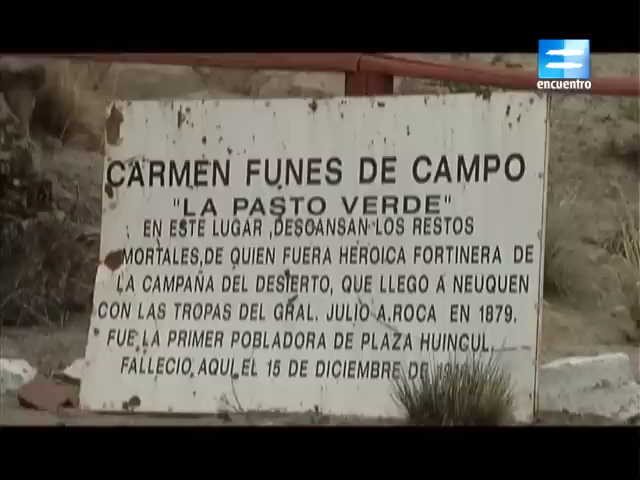 encuentro
CARMEN FUNES DE CAMPO
"LA PASTO VERDE"
EN ESTE LUGAR ,DESCANSAN LOS RESTOS
MORTALES,DE QUIEN FUERA HEROICA FORTINERA DE
LA CAMPAÑA DEL DESIERTO, QUE LLEGO A NEUQUEN
CON LAS TROPAS DEL GRAL. JULIO A.ROCA EN 1879.
FUE LA PRIMER POBLADORA DE PLAZA HUINCUL.
FALLECIO, AQUI, EL 15 DE DICIEMBRE DE